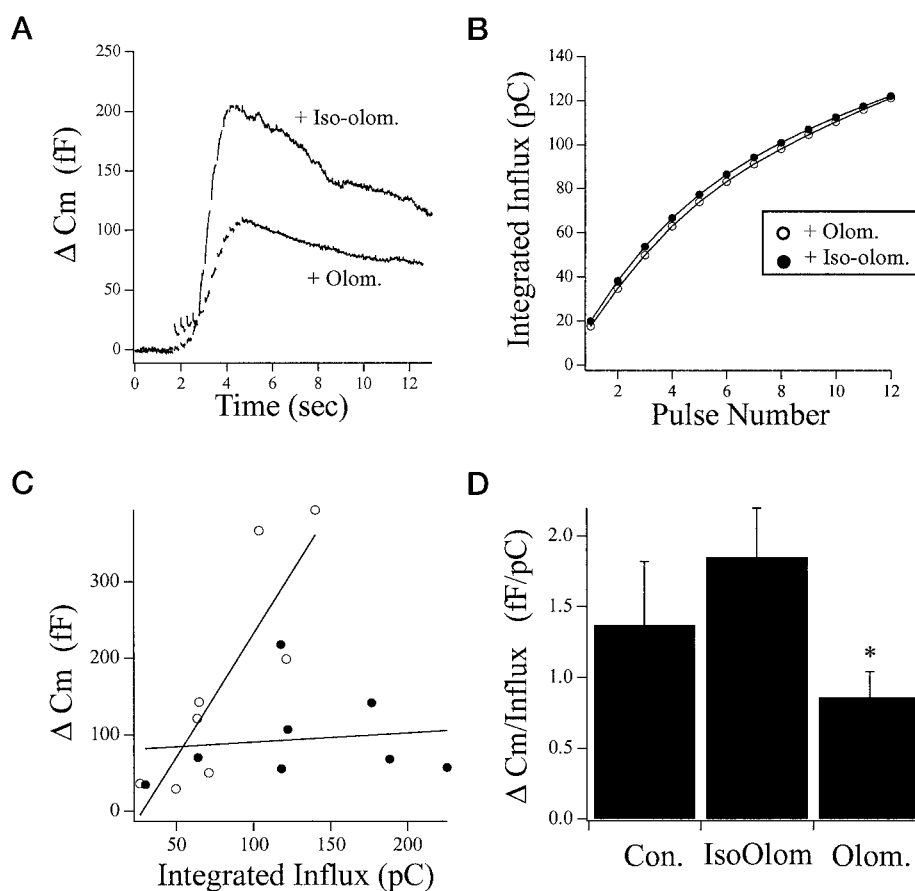 A
Δ Cm (fF)
250
200
150
100
50
0
+ Iso-olom.
+ Olom.
0 2 4 6 8 10 12
Time (sec)
B
Integrated Influx (pC)
140
120
100
80
60
40
20
0
+ Olom.
+ Iso-olom.
2 4 6 8 10 12
Pulse Number
C
Δ Cm (fF)
300
200
100
0
50 100 150 200
Integrated Influx (pC)
D
Δ Cm/Influx (fF/pC)
2.0
1.5
1.0
0.5
0.0
*
Con. IsoOlom Olom.